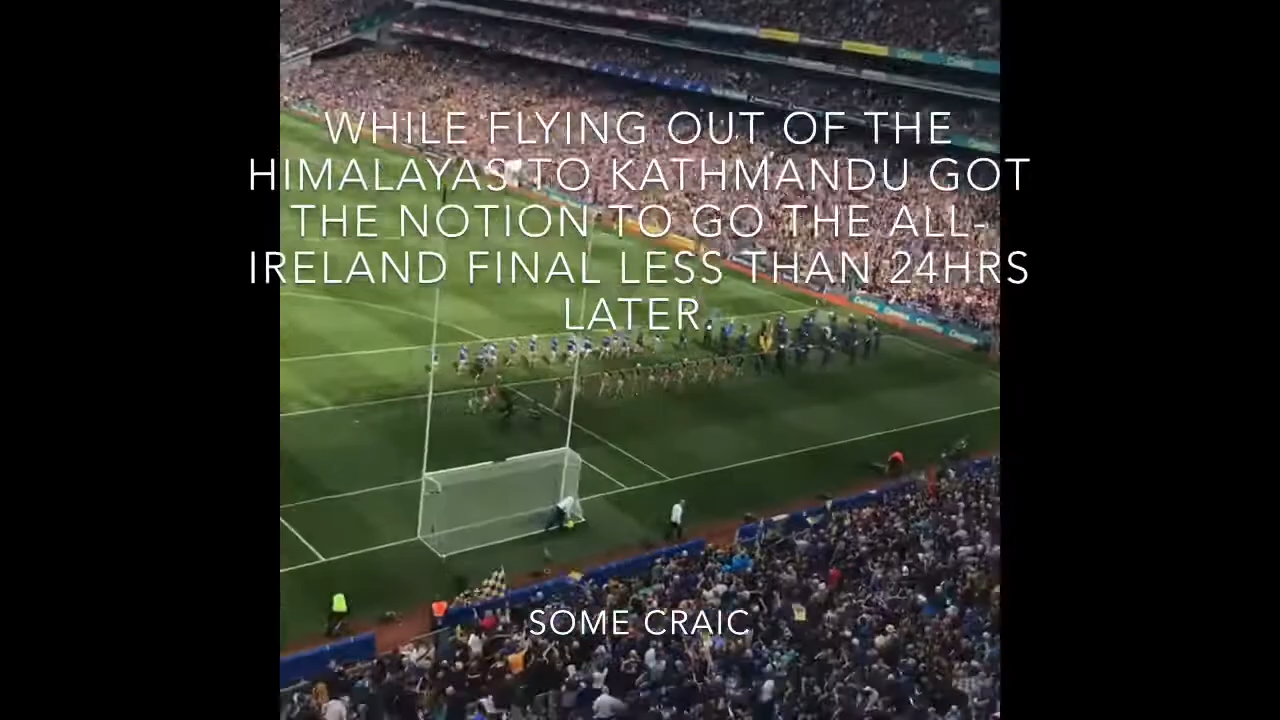 WHILE FLYING OUT OF THE
HIMALAYAS TO KATHMANDU GOT
THE NOTION TO GO THE ALL-
IRELAND FINAL LESS THAN 24HRS
LATER.
SOME CRAIC